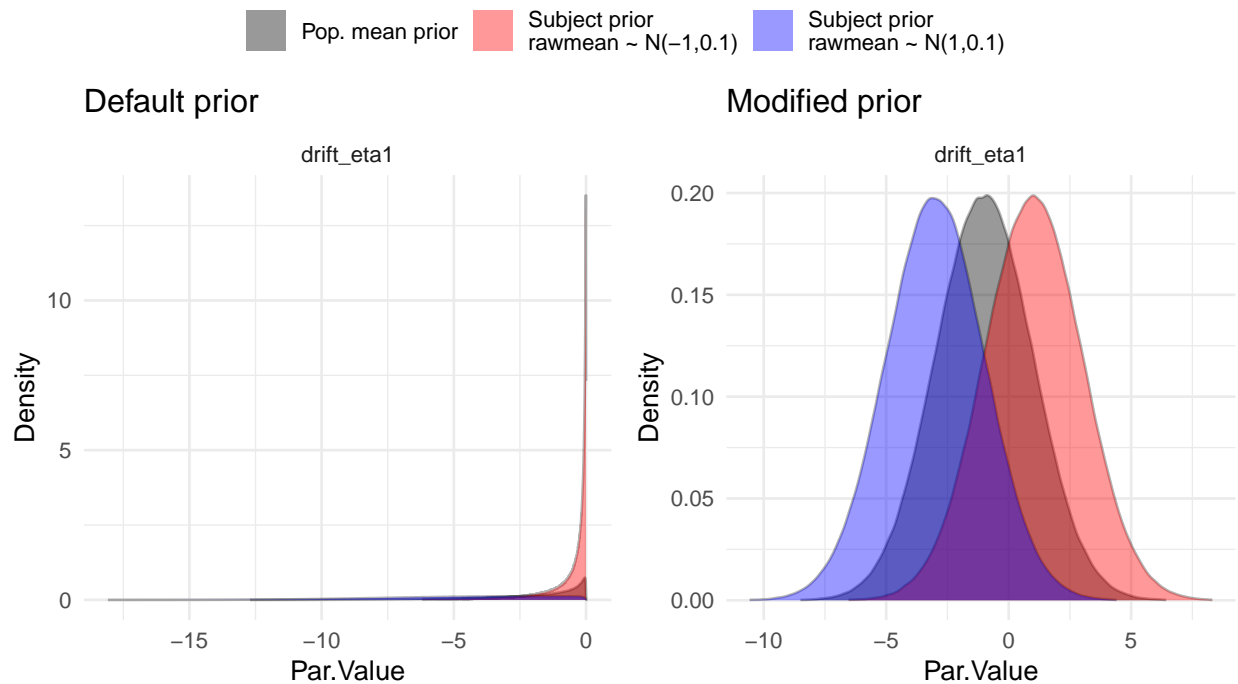 Pop. mean prior
Subject prior
rawmean ~ N(−1,0.1)
Subject prior
rawmean ~ N(1,0.1)
Default prior
drift_eta1
10
5
0
−15
−10
−5
0
Par.Value
Density
Modified prior
drift_eta1
0.20
0.15
0.10
0.05
0.00
−10
−5
0
5
Par.Value
Density